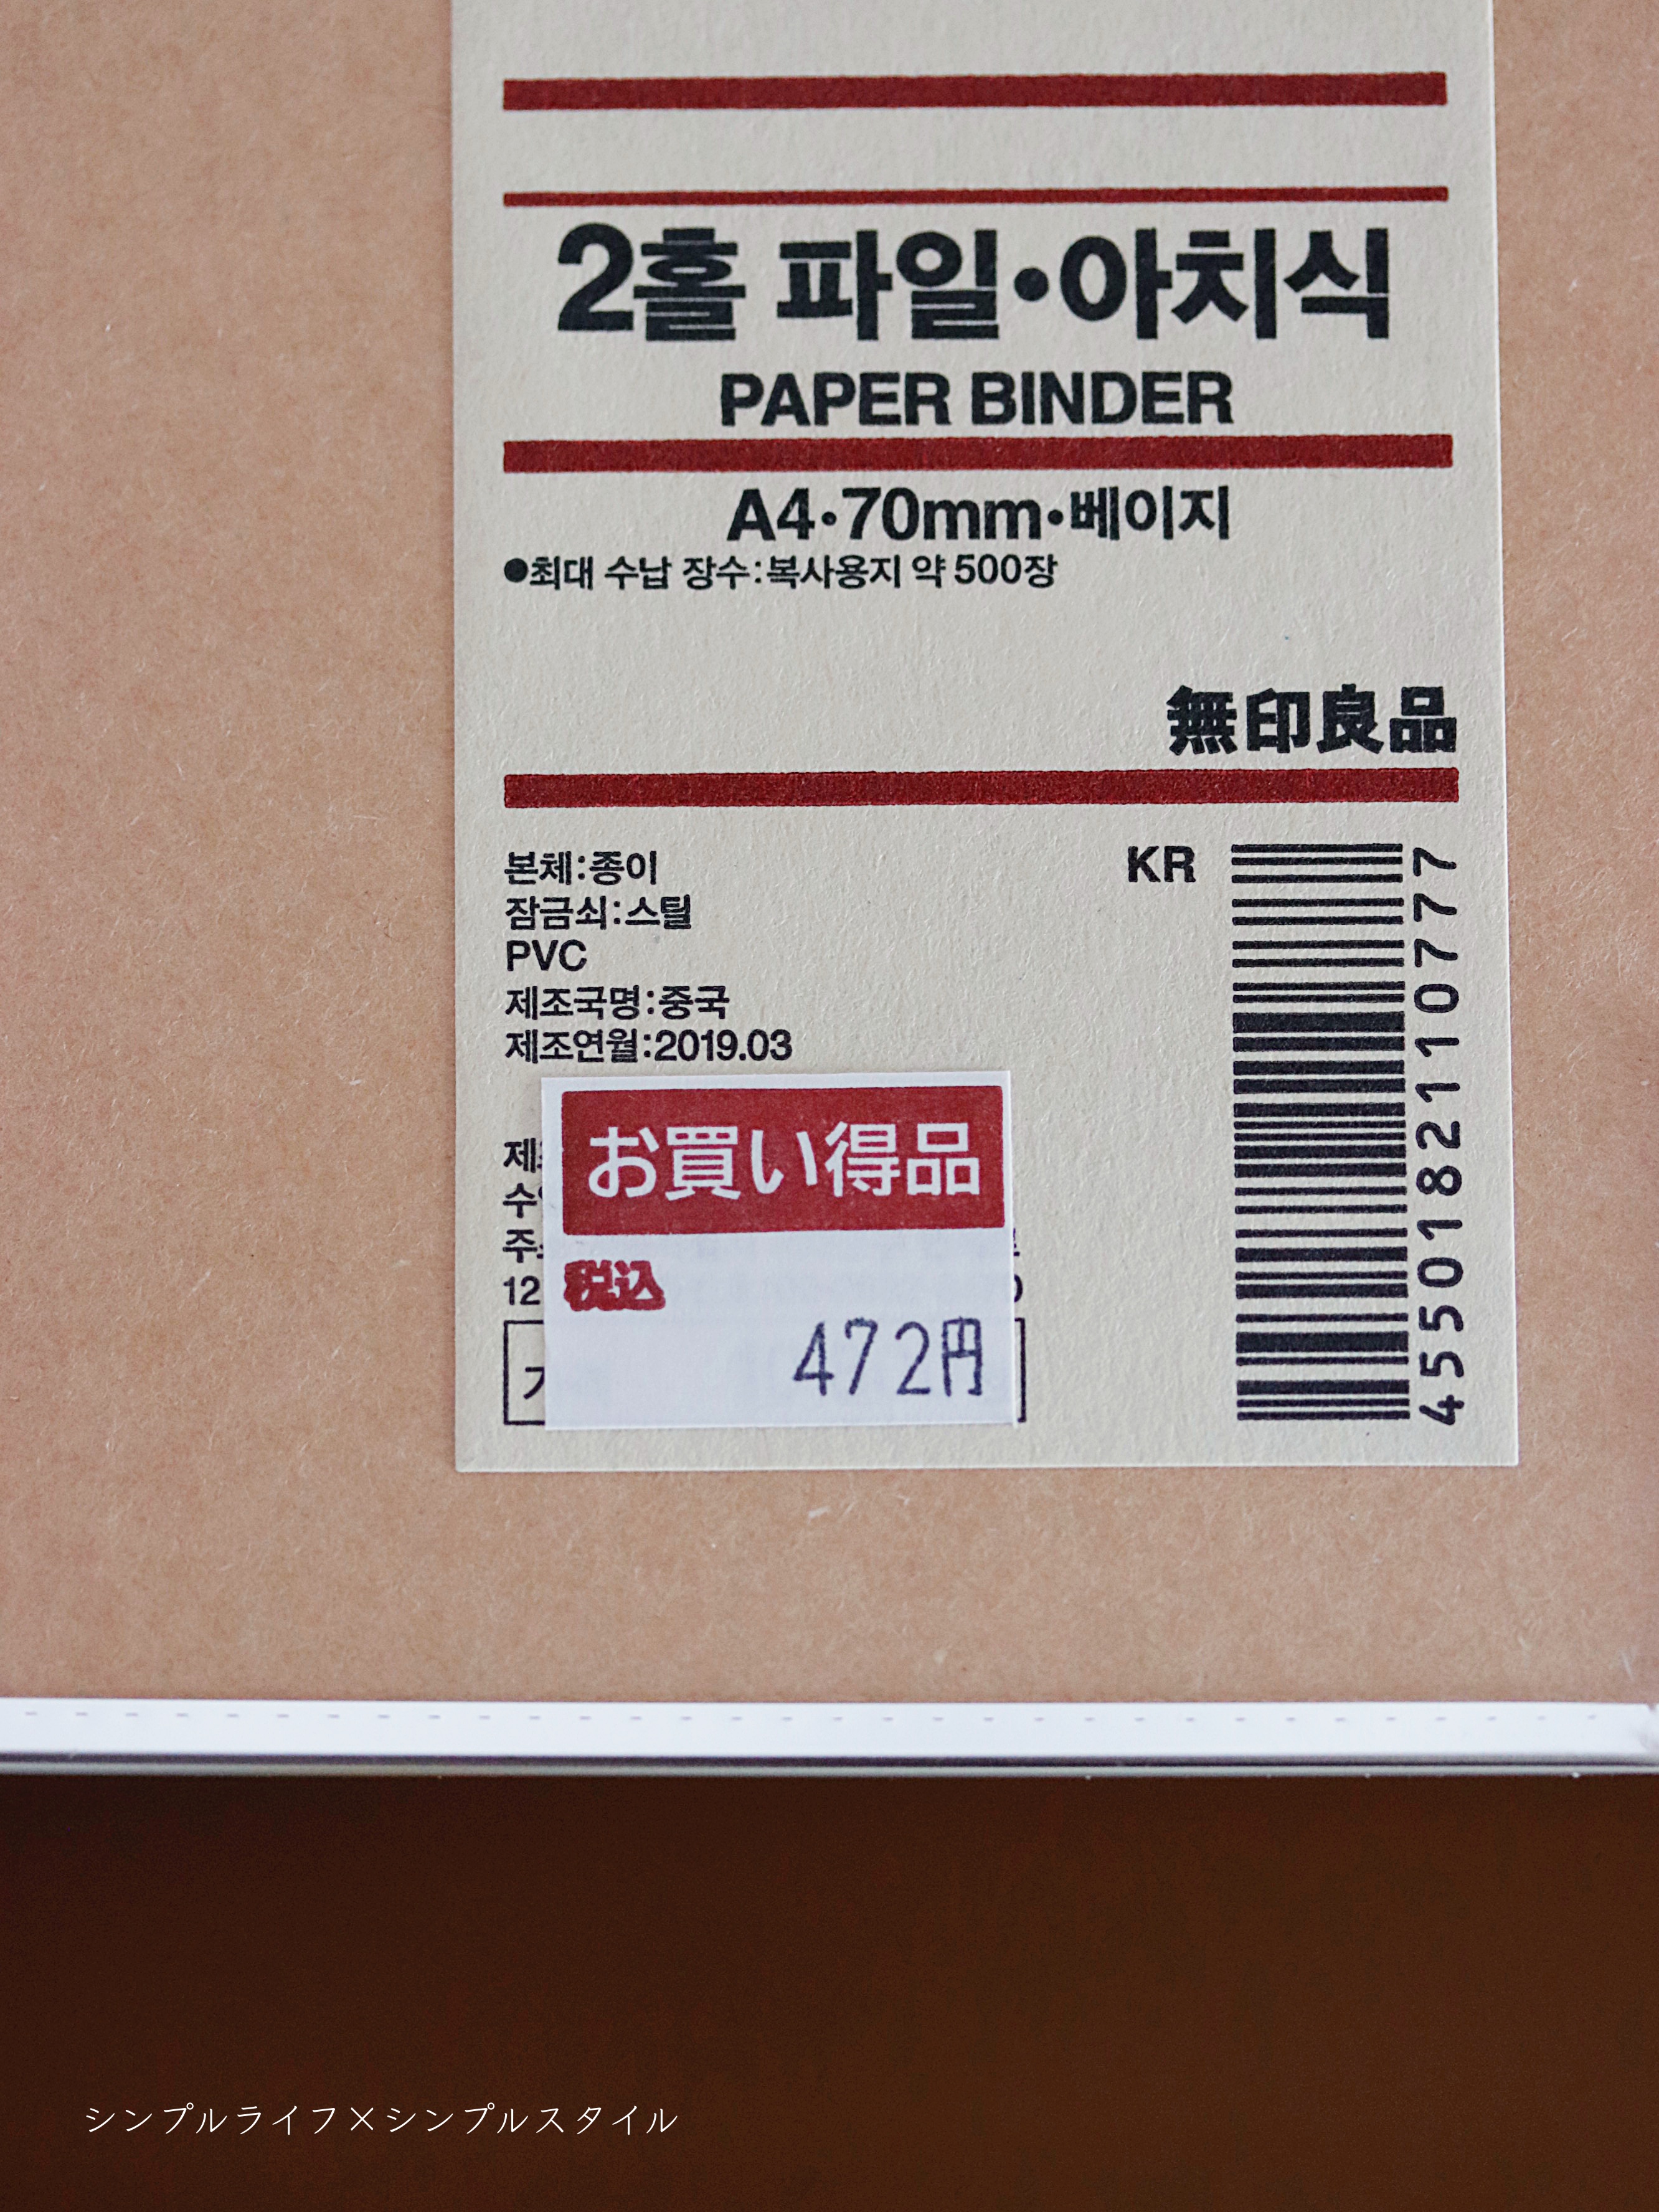 2홀 파일•아치식
PAPER BINDER
A4•70mm•베이지
●최대 수납 장수:복사용지 약 500장
無印良品
본체:종이
잠금쇠:스틸
PVC
제조국명:중국
제조연월:2019.03
KR
4550182110777
お買い得品
税込
472円
シンプルライフ×シンプルスタイル